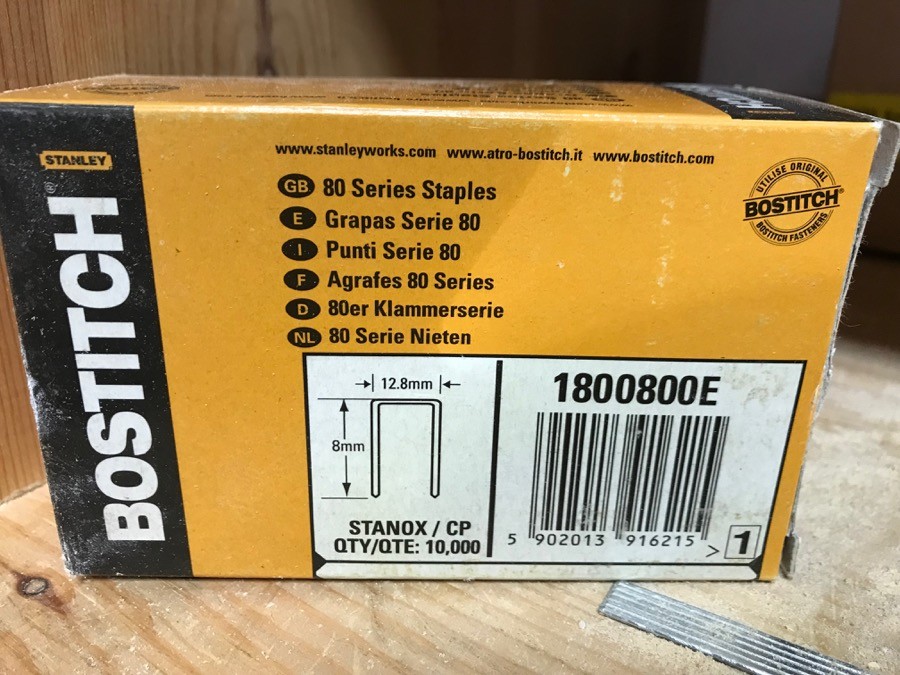 STANLEY
BOSTITCH
www.stanleyworks.com www.atro-bostitch.it www.bostitch.com
GB 80 Series Staples
E Grapas Serie 80
I Punti Serie 80
F Agrafes 80 Series
D 80er Klammerserie
NL 80 Serie Nieten
UTILISE ORIGINAL
BOSTITCH®
BOSTITCH FASTENERS
12.8mm
8mm
STANOX / CP
QTY/QTE: 10,000
1800800E
5 902013 916215 >
1